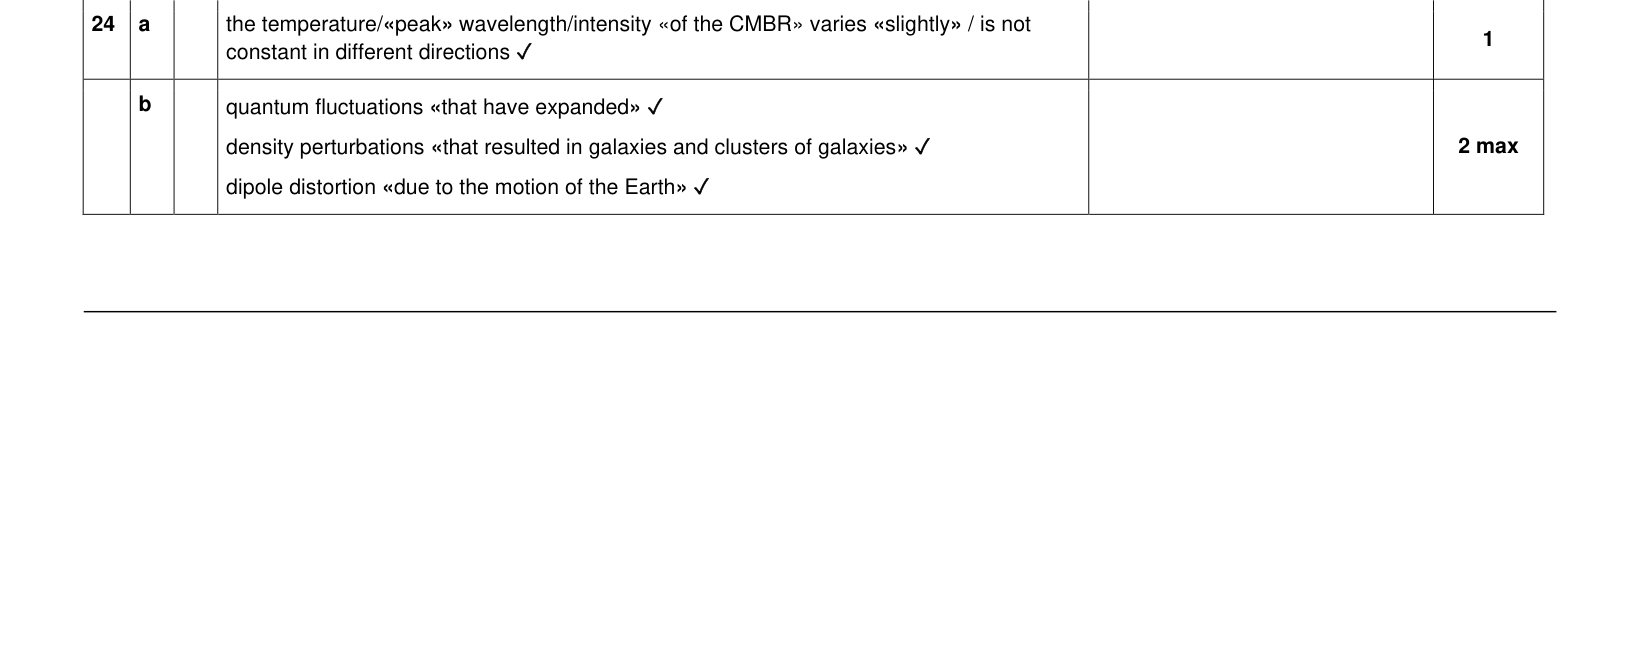 24 a the temperature/«peak» wavelength/intensity «of the CMBR» varies «slightly» / is not
constant in different directions ✓
1
b quantum fluctuations «that have expanded» ✓
density perturbations «that resulted in galaxies and clusters of galaxies» ✓
2 max
dipole distortion «due to the motion of the Earth» ✓